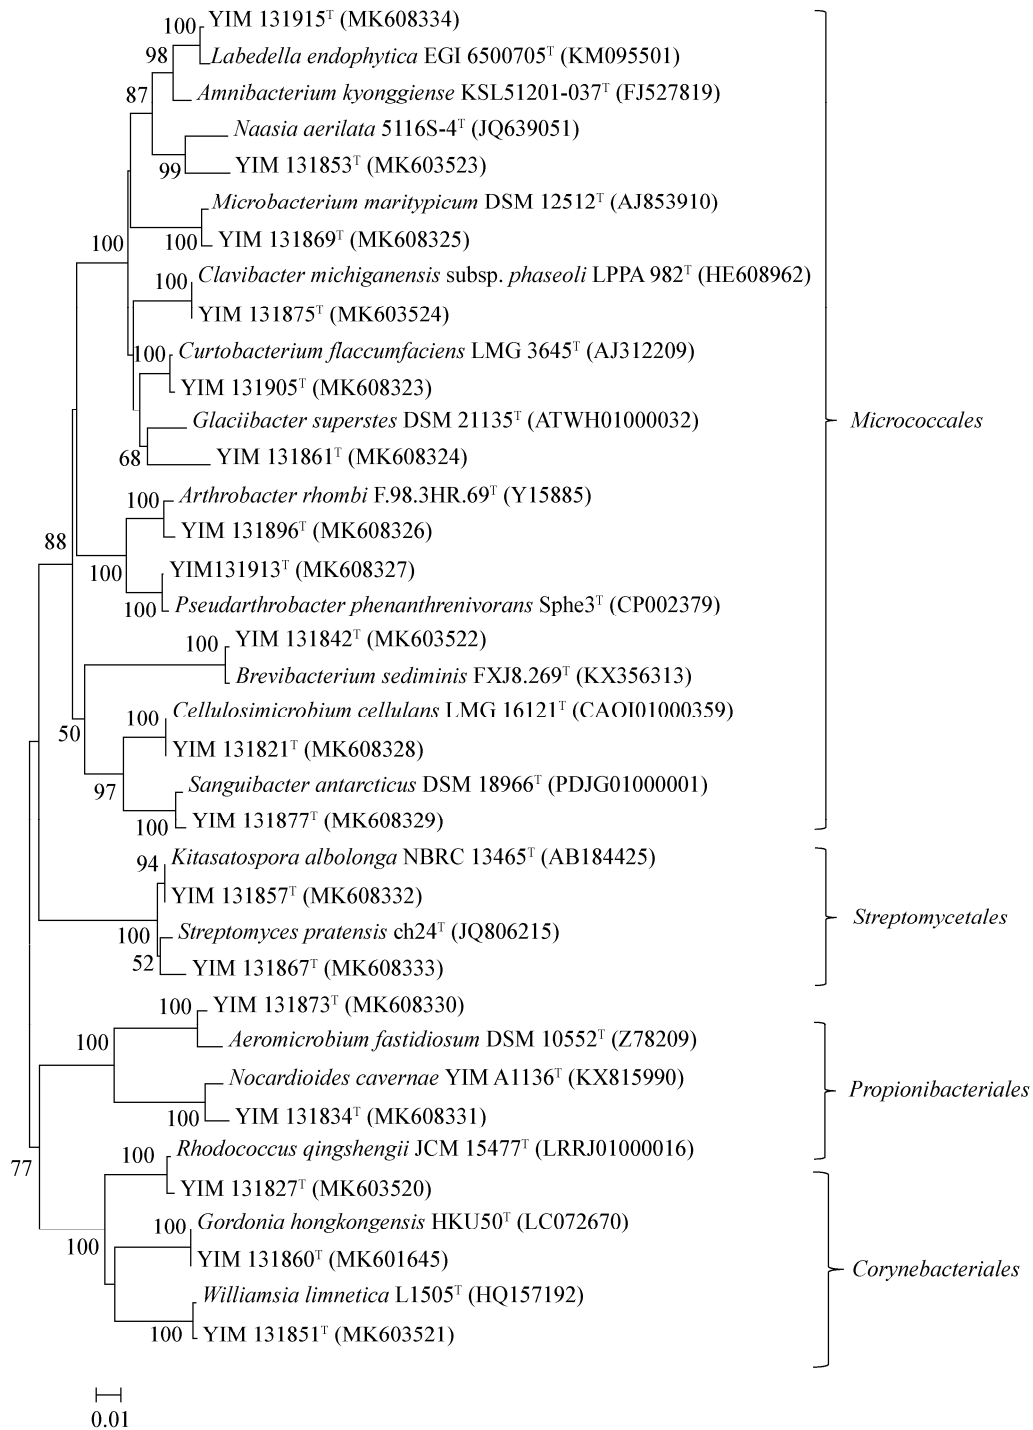 100 YIM 131915ᵀ (MK608334)
98 Labedella endophytica EGI 6500705ᵀ (KM095501)
87 Amnibacterium kyonggiense KSL51201-037ᵀ (FJ527819)
Naasia aerilata 5116S-4ᵀ (JQ639051)
99 YIM 131853ᵀ (MK603523)
Microbacterium maritypicum DSM 12512ᵀ (AJ853910)
100 100 YIM 131869ᵀ (MK608325)
100 Clavibacter michiganensis subsp. phaseoli LPPA 982ᵀ (HE608962)
YIM 131875ᵀ (MK603524)
100 Curtobacterium flaccumfaciens LMG 3645ᵀ (AJ312209)
YIM 131905ᵀ (MK608323)
Glaciibacter superstes DSM 21135ᵀ (ATWH01000032)
Micrococcales
68 YIM 131861ᵀ (MK608324)
100 Arthrobacter rhombi F.98.3HR.69ᵀ (Y15885)
88 YIM 131896ᵀ (MK608326)
100 YIM131913ᵀ (MK608327)
100 Pseudarthrobacter phenanthrenivorans Sphe3ᵀ (CP002379)
100 YIM 131842ᵀ (MK603522)
Brevibacterium sediminis FXJ8.269ᵀ (KX356313)
50 100 Cellulosimicrobium cellulans LMG 16121ᵀ (CAOI01000359)
YIM 131821ᵀ (MK608328)
97 Sanguibacter antarcticus DSM 18966ᵀ (PDJG01000001)
100 YIM 131877ᵀ (MK608329)
94 Kitasatospora albolonga NBRC 13465ᵀ (AB184425)
YIM 131857ᵀ (MK608332)
Streptomycetales
100 Streptomyces pratensis ch24ᵀ (JQ806215)
52 YIM 131867ᵀ (MK608333)
100 YIM 131873ᵀ (MK608330)
100 Aeromicrobium fastidiosum DSM 10552ᵀ (Z78209)
Nocardioides cavernae YIM A1136ᵀ (KX815990)
Propionibacteriales
100 YIM 131834ᵀ (MK608331)
77 100 Rhodococcus qingshengii JCM 15477ᵀ (LRRJ01000016)
YIM 131827ᵀ (MK603520)
100 Gordonia hongkongensis HKU50ᵀ (LC072670)
100 YIM 131860ᵀ (MK601645)
Corynebacteriales
Williamsia limnetica L1505ᵀ (HQ157192)
100 YIM 131851ᵀ (MK603521)
0.01